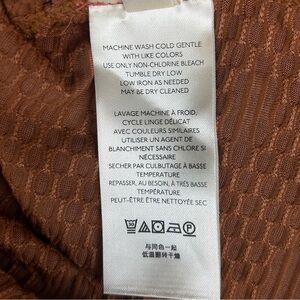 MACHINE WASH COLD GENTLE
WITH LIKE COLORS
USE ONLY NON-CHLORINE BLEACH
TUMBLE DRY LOW
LOW IRON AS NEEDED
MAY BE DRY CLEANED
LAVAGE MACHINE À FROID,
CYCLE LINGE DÉLICAT
AVEC COULEURS SIMILAIRES
UTILISER UN AGENT DE
BLANCHIMENT SANS CHLORE SI
NÉCESSAIRE
SECHER PAR CULBUTAGE À BASSE
TEMPERATURE
REPASSER, AU BESOIN, À TRÈS BASSE
TEMPÉRATURE
PEUT-ÊTRE ÊTRE NETTOYÉE SEC
与同色一起
低温翻转干燥